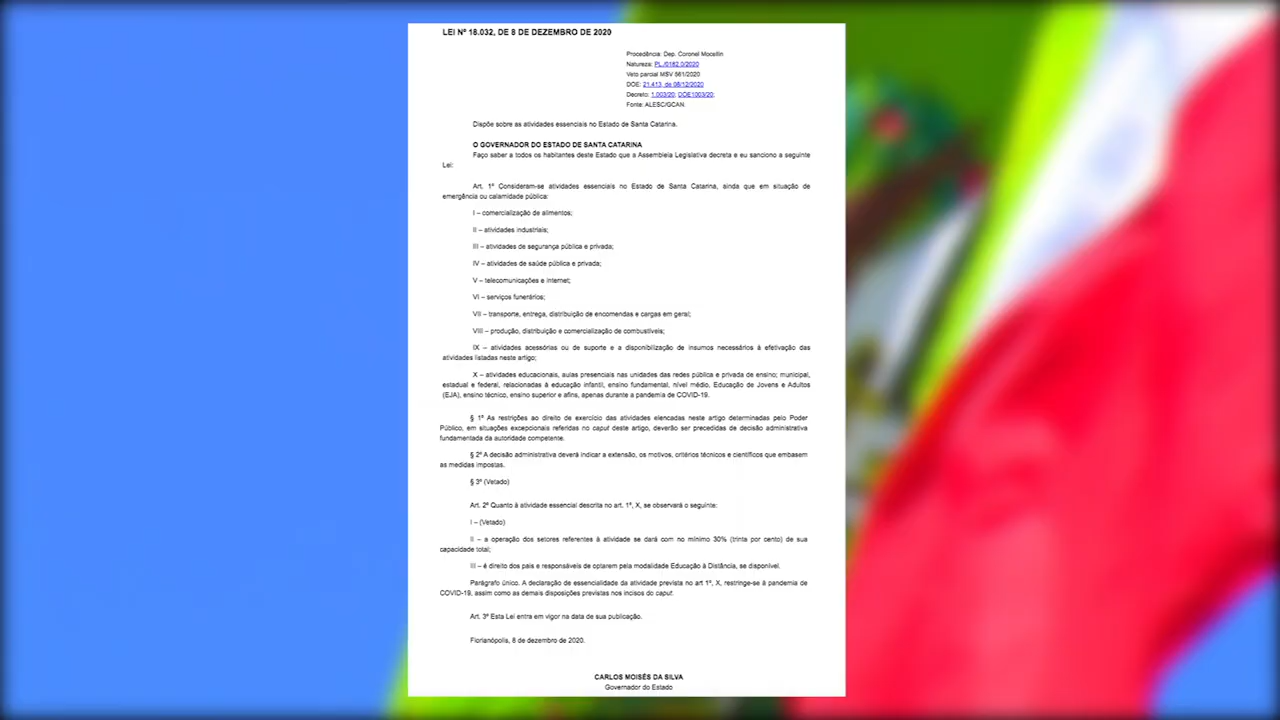 LEI Nº 18.032, DE 8 DE DEZEMBRO DE 2020
Procedência: Dep. Coronel Mocellin
Natureza: PL./0182.0/2020
Veto parcial MSV 561/2020
DOE: 21.413, de 08/12/2020
Decreto: 1.003/20; DOE1003/20;
Fonte: ALESC/GCAN.
Dispõe sobre as atividades essenciais no Estado de Santa Catarina.
O GOVERNADOR DO ESTADO DE SANTA CATARINA
Faço saber a todos os habitantes deste Estado que a Assembleia Legislativa decreta e eu sanciono a seguinte
Lei:
Art. 1º Consideram-se atividades essenciais no Estado de Santa Catarina, ainda que em situação de
emergência ou calamidade pública:
I – comercialização de alimentos;
II – atividades industriais;
III – atividades de segurança pública e privada;
IV – atividades de saúde pública e privada;
V – telecomunicações e internet;
VI – serviços funerários;
VII – transporte, entrega, distribuição de encomendas e cargas em geral;
VIII – produção, distribuição e comercialização de combustíveis;
IX – atividades acessórias ou de suporte e a disponibilização de insumos necessários à efetivação das
atividades listadas neste artigo;
X – atividades educacionais, aulas presenciais nas unidades das redes pública e privada de ensino; municipal,
estadual e federal, relacionadas à educação infantil, ensino fundamental, nível médio, Educação de Jovens e Adultos
(EJA), ensino técnico, ensino superior e afins, apenas durante a pandemia de COVID-19.
§ 1º As restrições ao direito de exercício das atividades elencadas neste artigo determinadas pelo Poder
Público, em situações excepcionais referidas no caput deste artigo, deverão ser precedidas de decisão administrativa
fundamentada da autoridade competente.
§ 2º A decisão administrativa deverá indicar a extensão, os motivos, critérios técnicos e científicos que embasem
as medidas impostas.
§ 3º (Vetado)
Art. 2º Quanto à atividade essencial descrita no art. 1º, X, se observará o seguinte:
I – (Vetado)
II – a operação dos setores referentes à atividade se dará com no mínimo 30% (trinta por cento) de sua
capacidade total;
III – é direito dos pais e responsáveis de optarem pela modalidade Educação à Distância, se disponível.
Parágrafo único. A declaração de essencialidade da atividade prevista no art 1º, X, restringe-se à pandemia de
COVID-19, assim como as demais disposições previstas nos incisos do caput.
Art. 3º Esta Lei entra em vigor na data de sua publicação.
Florianópolis, 8 de dezembro de 2020.
CARLOS MOISÉS DA SILVA
Governador do Estado